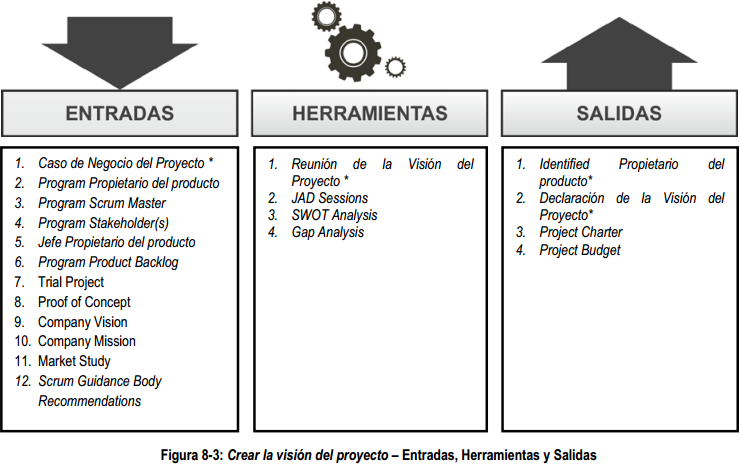 ENTRADAS
1. Caso de Negocio del Proyecto *
2. Program Propietario del producto
3. Program Scrum Master
4. Program Stakeholder(s)
5. Jefe Propietario del producto
6. Program Product Backlog
7. Trial Project
8. Proof of Concept
9. Company Vision
10. Company Mission
11. Market Study
12. Scrum Guidance Body
Recommendations
HERRAMIENTAS
1. Reunión de la Visión del
Proyecto *
2. JAD Sessions
3. SWOT Analysis
4. Gap Analysis
SALIDAS
1. Identified Propietario del
producto*
2. Declaración de la Visión del
Proyecto*
3. Project Charter
4. Project Budget
Figura 8-3: Crear la visión del proyecto – Entradas, Herramientas y Salidas